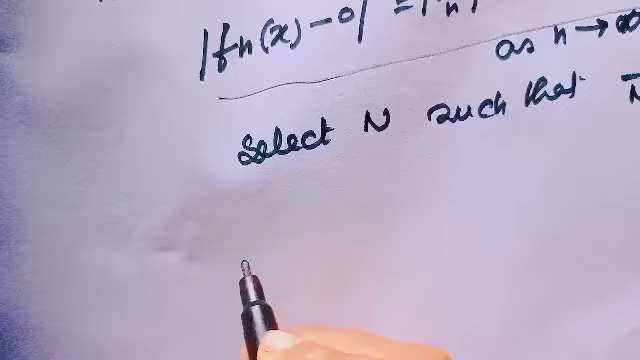 |fn(x) - 0| = | n |
as n → ∞
Select N such that